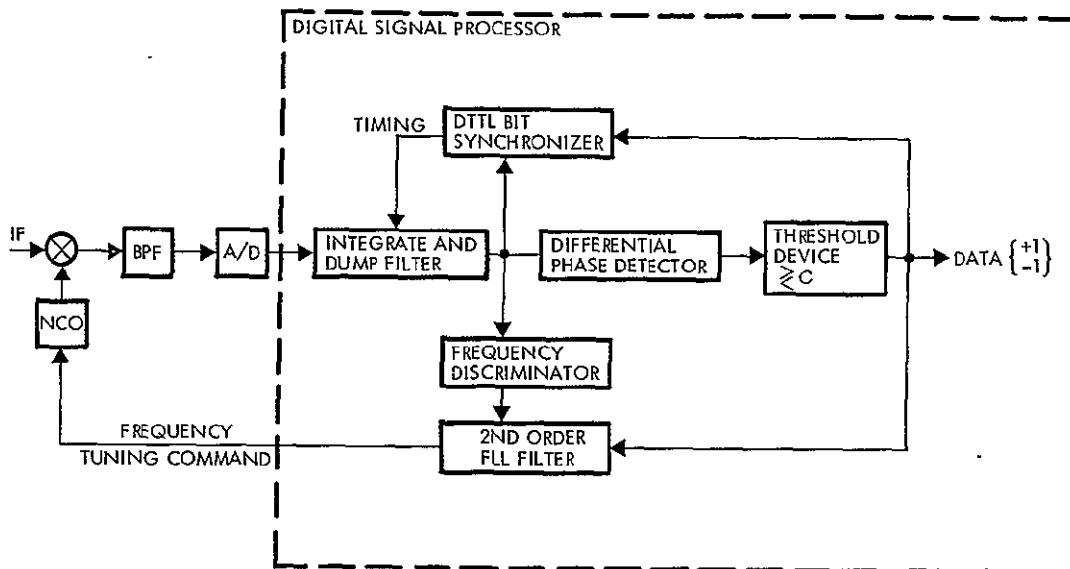 DIGITAL SIGNAL PROCESSOR
TIMING
DTTL BIT
SYNCHRONIZER
IF
BPF
A/D
INTEGRATE AND
DUMP FILTER
DIFFERENTIAL
PHASE DETECTOR
THRESHOLD
DEVICE
≷ C
DATA {+1
-1}
NCO
FREQUENCY
DISCRIMINATOR
FREQUENCY
TUNING COMMAND
2ND ORDER
FLL FILTER